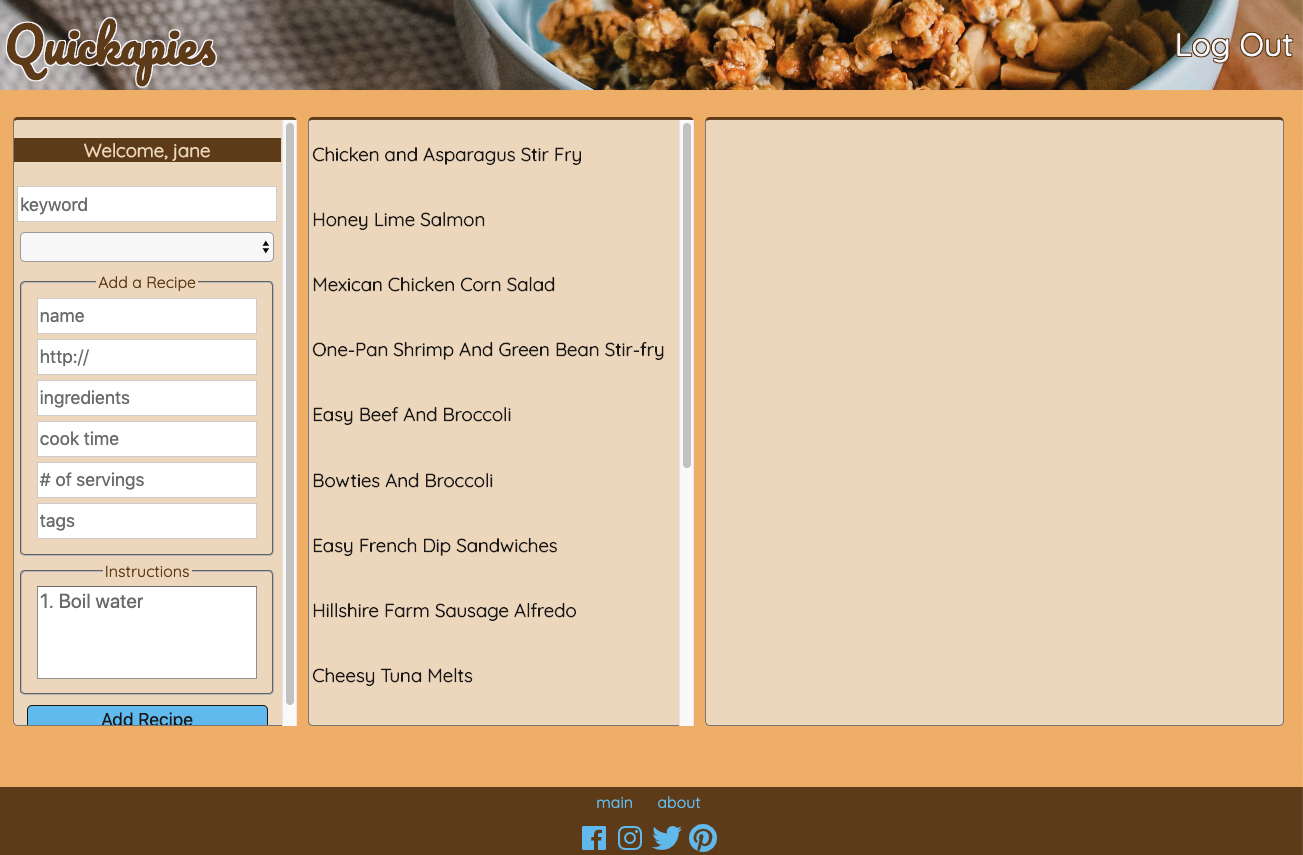 Quickapies
Log Out
Welcome, jane
keyword
Add a Recipe
name
http://
ingredients
cook time
# of servings
tags
Instructions
1. Boil water
Add Recipe
Chicken and Asparagus Stir Fry
Honey Lime Salmon
Mexican Chicken Corn Salad
One-Pan Shrimp And Green Bean Stir-fry
Easy Beef And Broccoli
Bowties And Broccoli
Easy French Dip Sandwiches
Hillshire Farm Sausage Alfredo
Cheesy Tuna Melts
main about